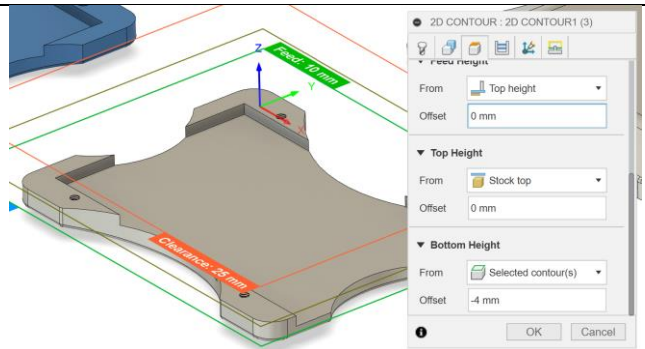 2D CONTOUR : 2D CONTOUR1 (3)
Feed Height
From Top height
Offset 0 mm
Top Height
From Stock top
Offset 0 mm
Bottom Height
From Selected contour(s)
Offset -4 mm
OK Cancel
Feed: 10 mm
Z
Y
X
Clearance: 25 mm